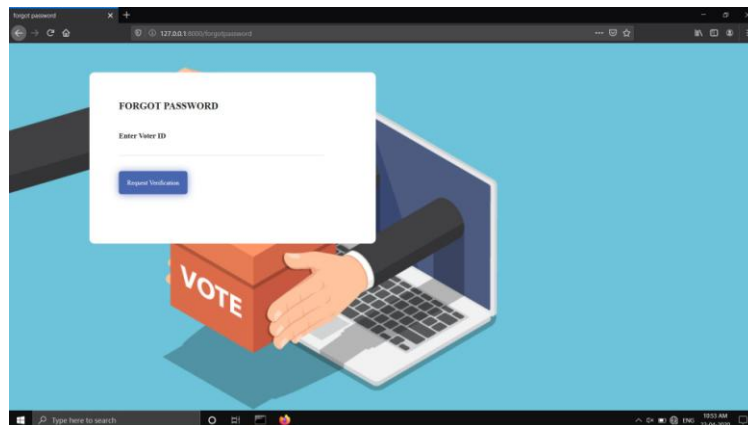 forgot password
127.0.0.1:8000/forgotpassword
FORGOT PASSWORD
Enter Voter ID
Request Verification
VOTE
Type here to search
ENG
10:53 AM